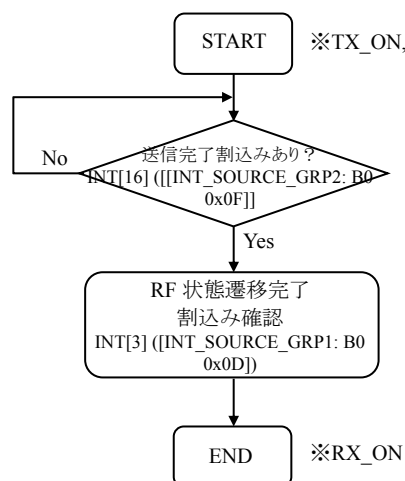 START
※TX_ON,
No
送信完了割込みあり?
INT[16] ([[INT_SOURCE_GRP2: B0
0x0F]]
Yes
RF 状態遷移完了
割込み確認
INT[3] ([INT_SOURCE_GRP1: B0
0x0D])
END
※RX_ON